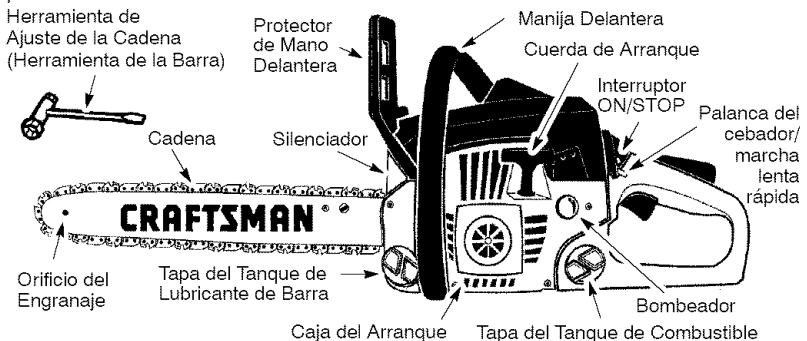 Herramienta de
Ajuste de la Cadena
(Herramienta de la Barra)
Protector
de Mano
Delantera
Manija Delantera
Cuerda de Arranque
Interruptor
ON/STOP
Palanca del
cebador/
marcha
lenta
rápida
Cadena
Silenciador
CRAFTSMAN
Orificio del
Engranaje
Tapa del Tanque de
Lubricante de Barra
Caja del Arranque
Bombeador
Tapa del Tanque de Combustible